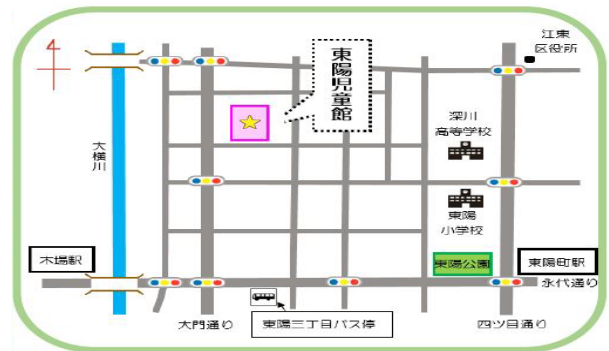 江東
区役所
東陽児童館
深川
高等学校
大横川
東陽
小学校
木場駅
東陽公園
東陽町駅
永代通り
大門通り
東陽三丁目バス停
四ツ目通り